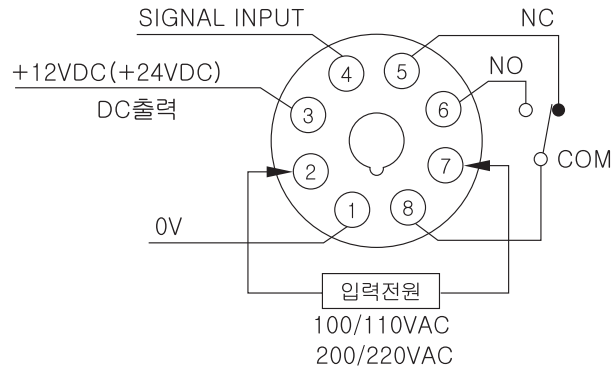 SIGNAL INPUT
NC
+12VDC(+24VDC)
DC출력
NO
4
5
3
6
2
7
COM
1
8
0V
입력전원
100/110VAC
200/220VAC